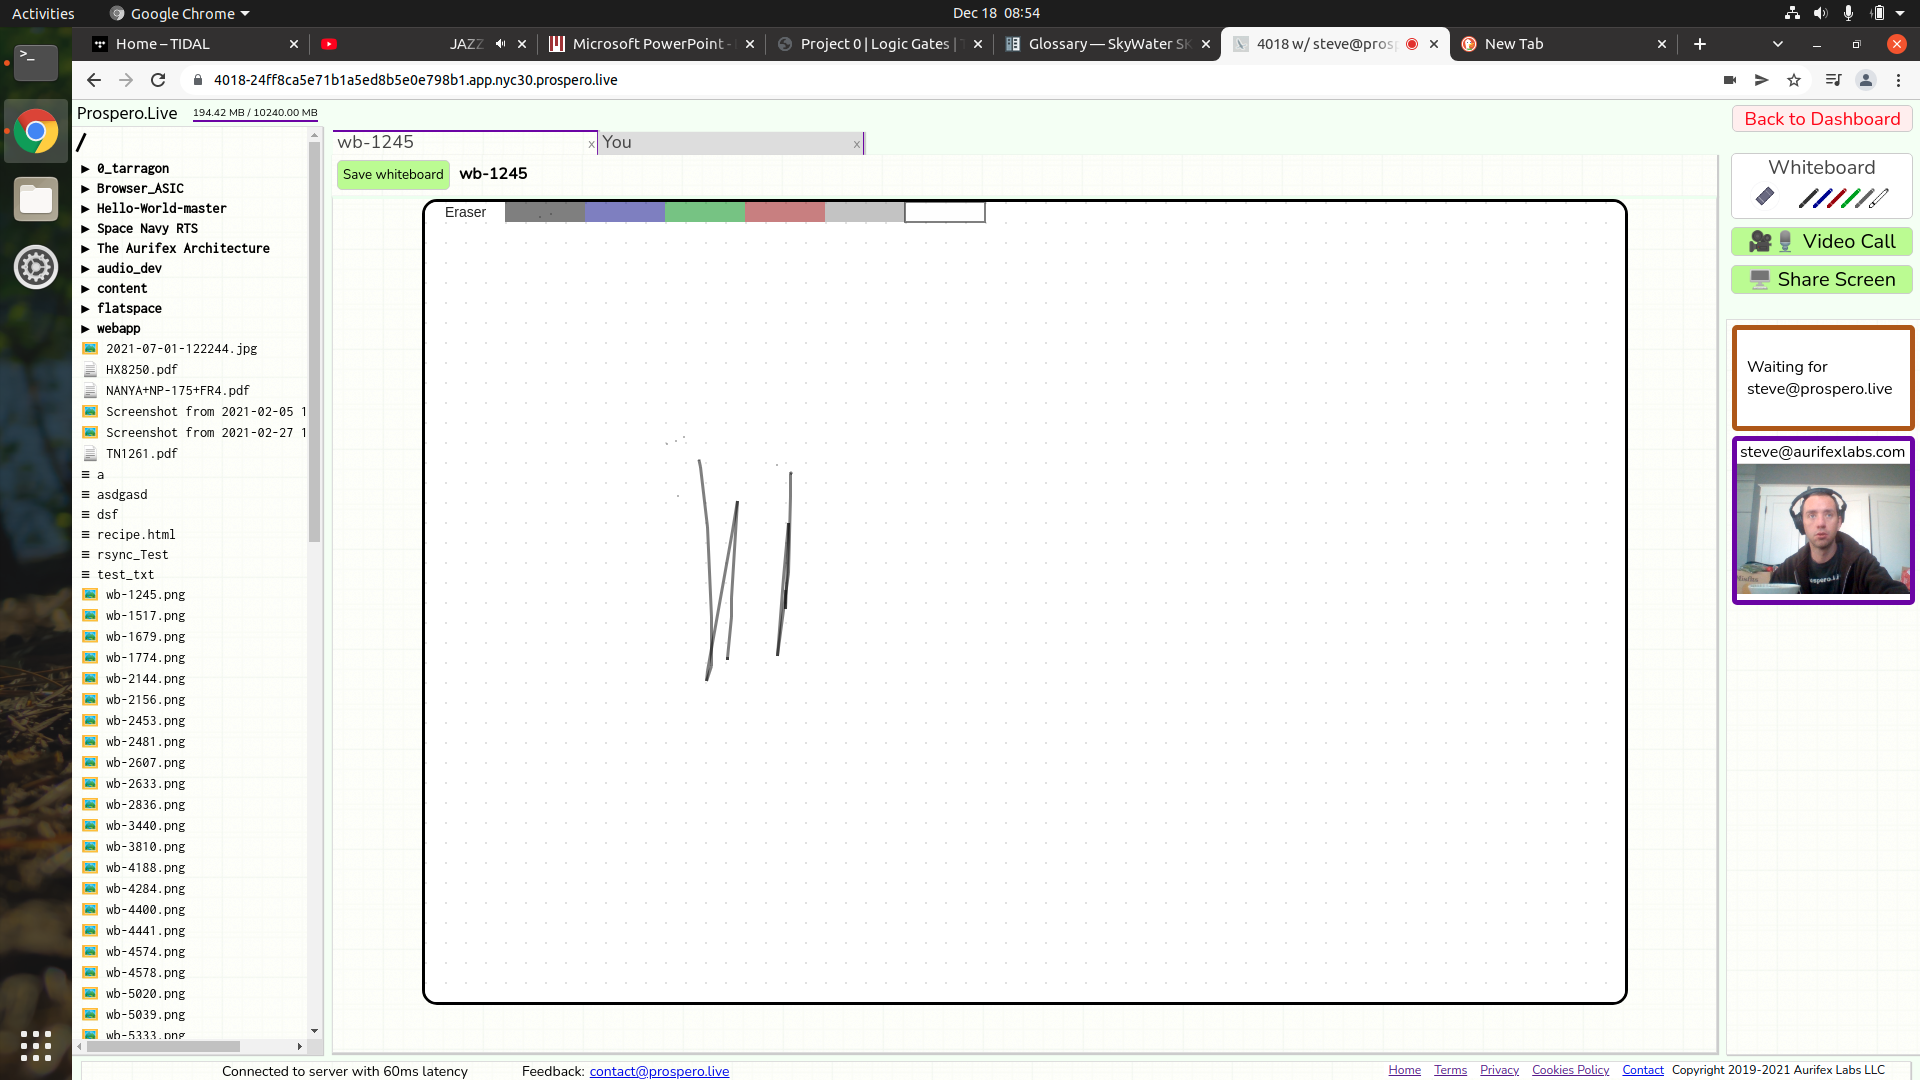 Activities
Google Chrome
Dec 18 08:54
Home – TIDAL
JAZZ
Microsoft PowerPoint -
Project 0 | Logic Gates |
Glossary — SkyWater SK
4018 w/ steve@pros
New Tab
4018-24ff8ca5e71b1a5ed8b5e0e798b1.app.nyc30.prospero.live
Prospero.Live
194.42 MB / 10240.00 MB
/
0_tarragon
Browser_ASIC
Hello-World-master
Space Navy RTS
The Aurifex Architecture
audio_dev
content
flatspace
webapp
2021-07-01-122244.jpg
HX8250.pdf
NANYA+NP-175+FR4.pdf
Screenshot from 2021-02-05 1
Screenshot from 2021-02-27 1
TN1261.pdf
a
asdgasd
dsf
recipe.html
rsync_Test
test_txt
wb-1245.png
wb-1517.png
wb-1679.png
wb-1774.png
wb-2144.png
wb-2156.png
wb-2453.png
wb-2481.png
wb-2607.png
wb-2633.png
wb-2836.png
wb-3440.png
wb-3810.png
wb-4188.png
wb-4284.png
wb-4400.png
wb-4441.png
wb-4574.png
wb-4578.png
wb-5020.png
wb-5039.png
wb-5333.png
wb-1245 x
You x
Save whiteboard
wb-1245
Eraser
Back to Dashboard
Whiteboard
Video Call
Share Screen
Waiting for
steve@prospero.live
steve@aurifexlabs.com
Connected to server with 60ms latency
Feedback: contact@prospero.live
Home Terms Privacy Cookies Policy Contact Copyright 2019-2021 Aurifex Labs LLC